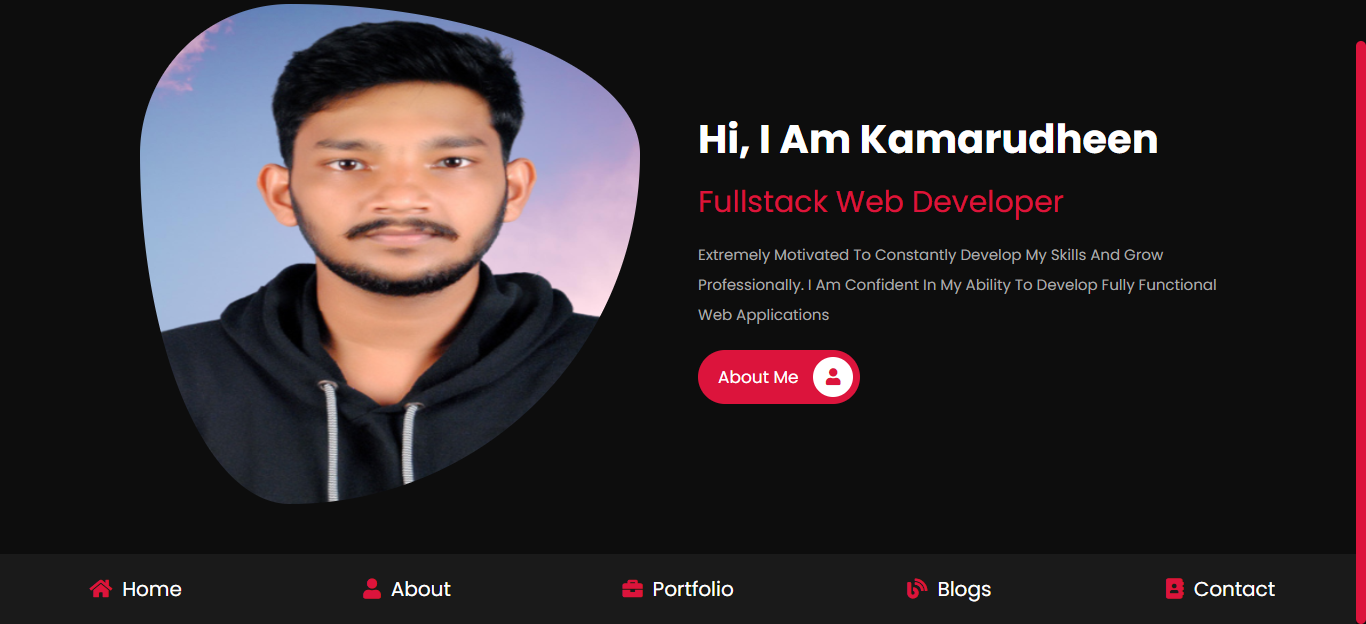 Hi, I Am Kamarudheen
Fullstack Web Developer
Extremely Motivated To Constantly Develop My Skills And Grow
Professionally. I Am Confident In My Ability To Develop Fully Functional
Web Applications
About Me
Home
About
Portfolio
Blogs
Contact